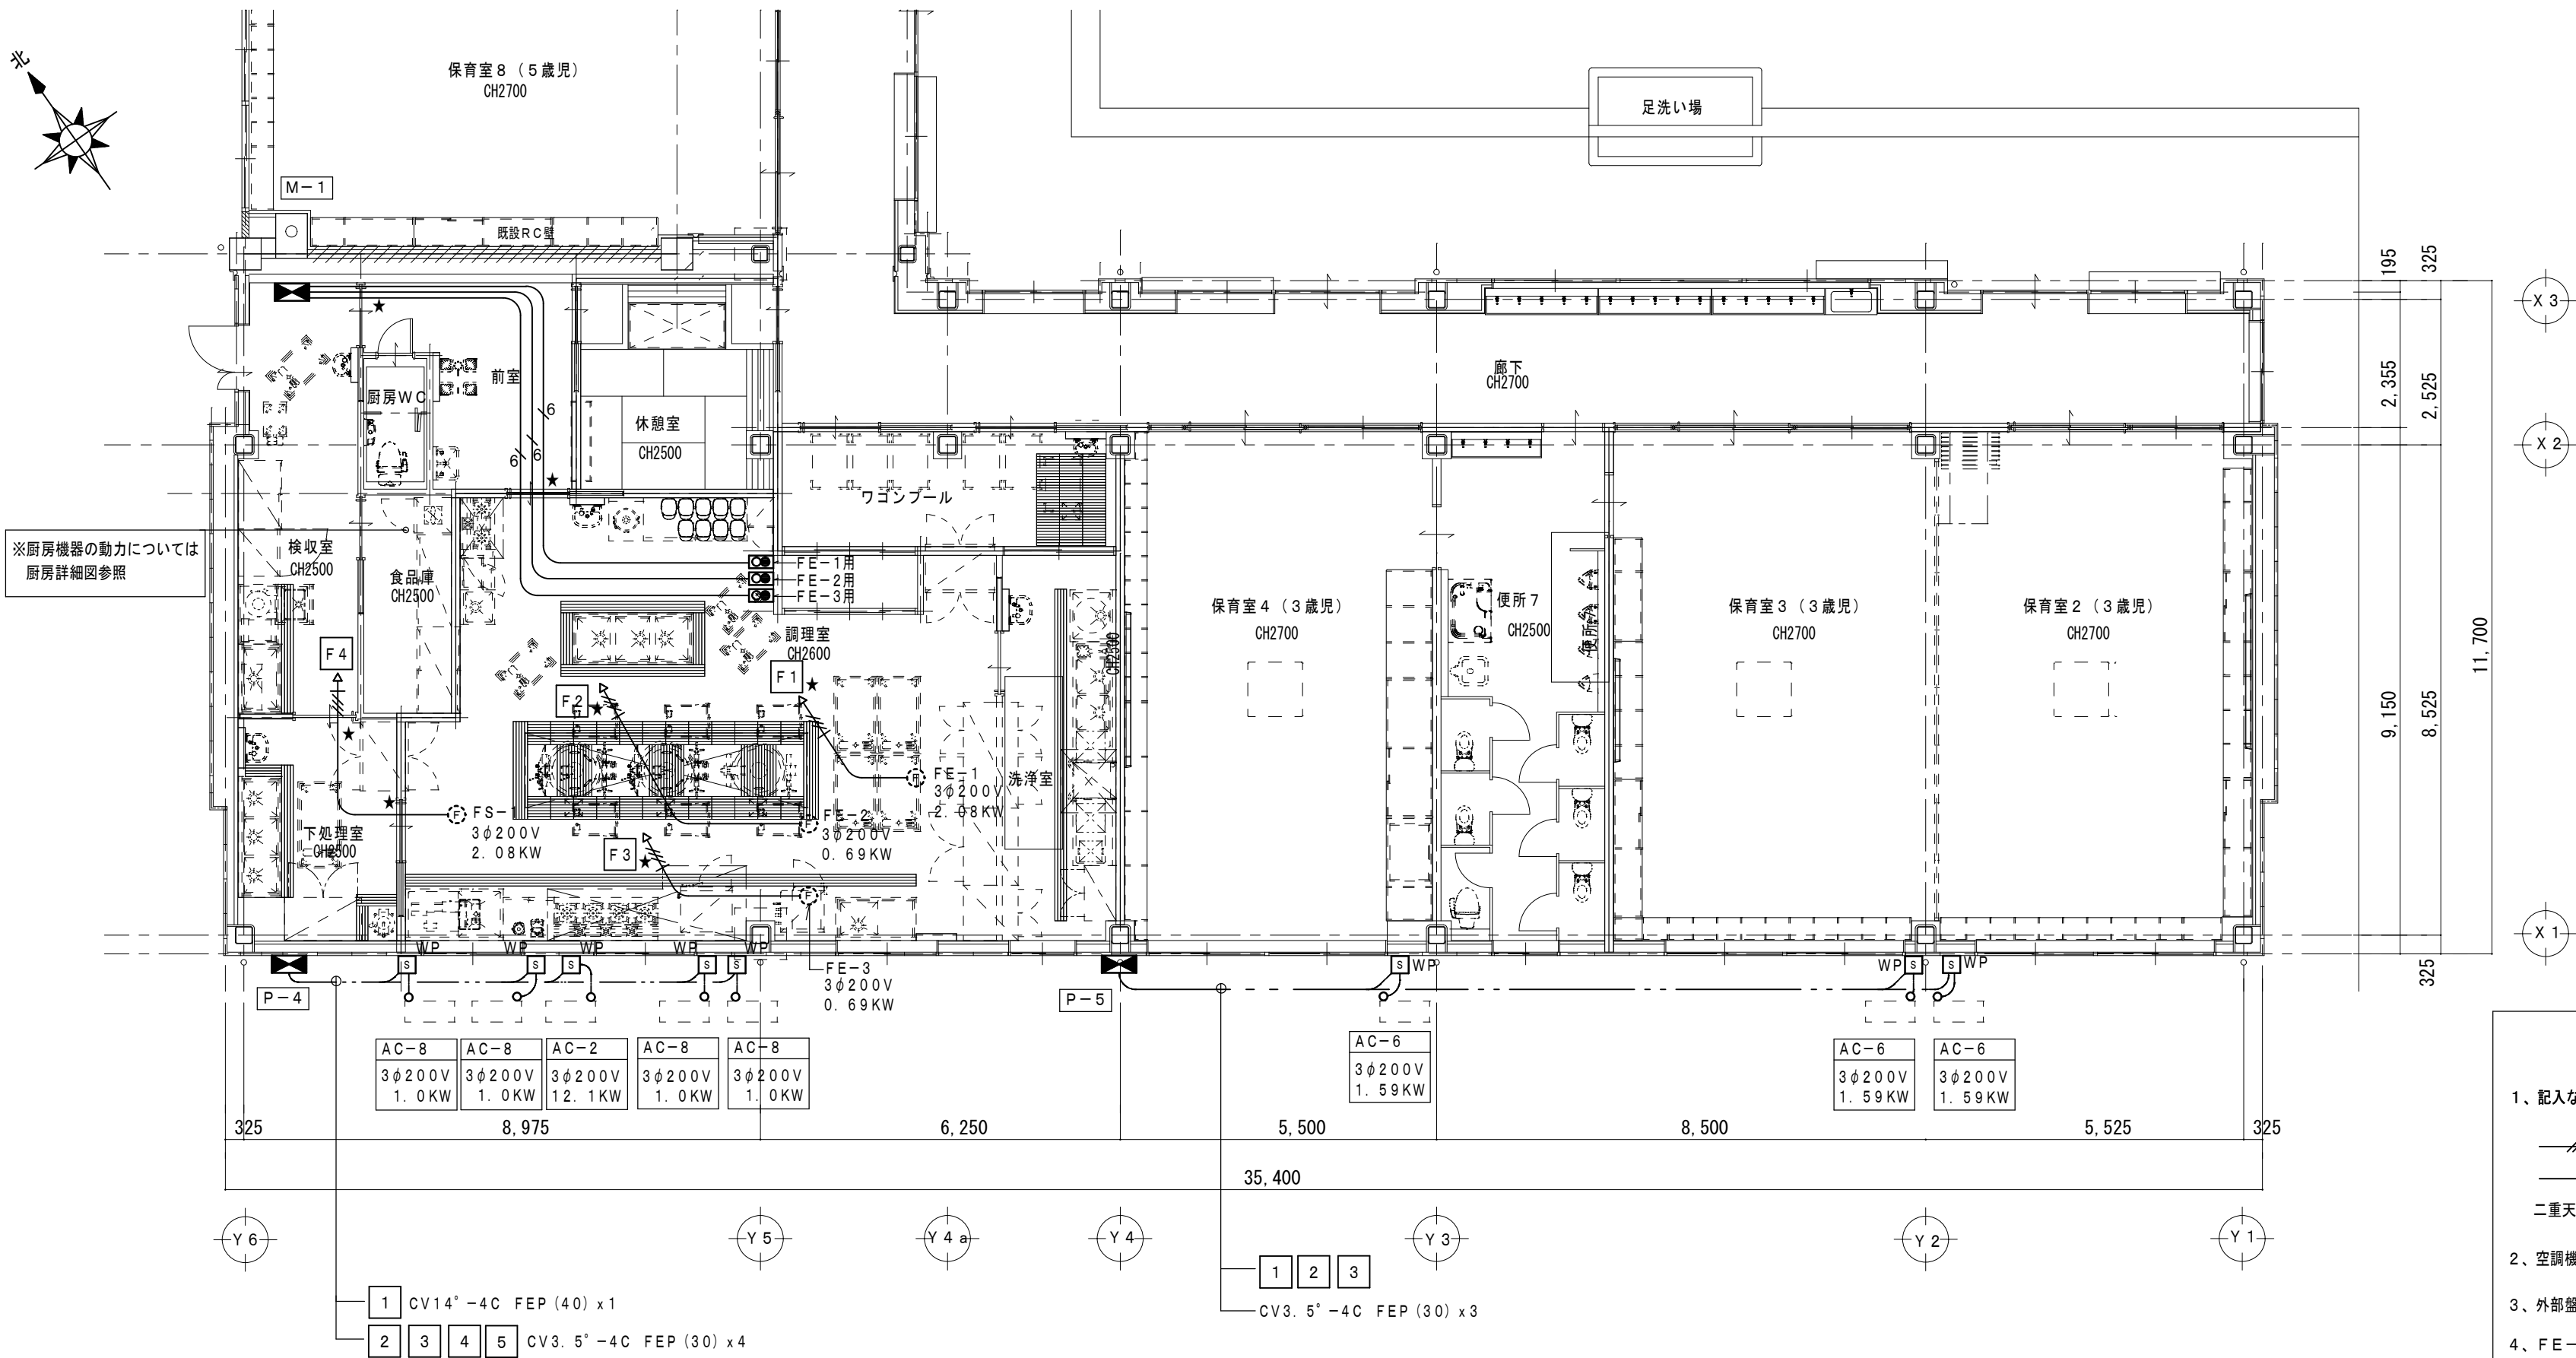 北
保育室8（5歳児）
CH2700
足洗い場
M－1
既設RC壁
195
325
X3
廊下
CH2700
2,355
2,525
前室
厨房WC
休憩室
CH2500
6
6
6
X2
ワゴンプール
※厨房機器の動力については
厨房詳細図参照
検収室
CH2500
食品庫
CH2500
FE－1用
FE－2用
FE－3用
保育室4（3歳児）
CH2700
便所7
CH2500
便所7
保育室3（3歳児）
CH2700
保育室2（3歳児）
CH2700
調理室
CH2600
CH2500
11,700
F4
F1
F2
9,150
8,525
FE－1
3φ200V
2.08KW
洗浄室
FS－1
3φ200V
2.08KW
FE－2
3φ200V
0.69KW
下処理室
CH2500
F3
X1
WP
WP
WP
WP
WP
S
S
S
S
S
FE－3
3φ200V
0.69KW
S WP
WP S
S WP
325
P－4
P－5
AC－8
3φ200V
1.0KW
AC－8
3φ200V
1.0KW
AC－2
3φ200V
12.1KW
AC－8
3φ200V
1.0KW
AC－8
3φ200V
1.0KW
AC－6
3φ200V
1.59KW
AC－6
3φ200V
1.59KW
AC－6
3φ200V
1.59KW
1、記入な
325
8,975
6,250
5,500
8,500
5,525
325
35,400
二重天
Y6
Y5
Y4a
Y4
Y3
Y2
Y1
2、空調機
3、外部盤
4、FE－
1 CV14°－4C FEP(40)x1
2 3 4 5 CV3.5°－4C FEP(30)x4
1 2 3
CV3.5°－4C FEP(30)x3